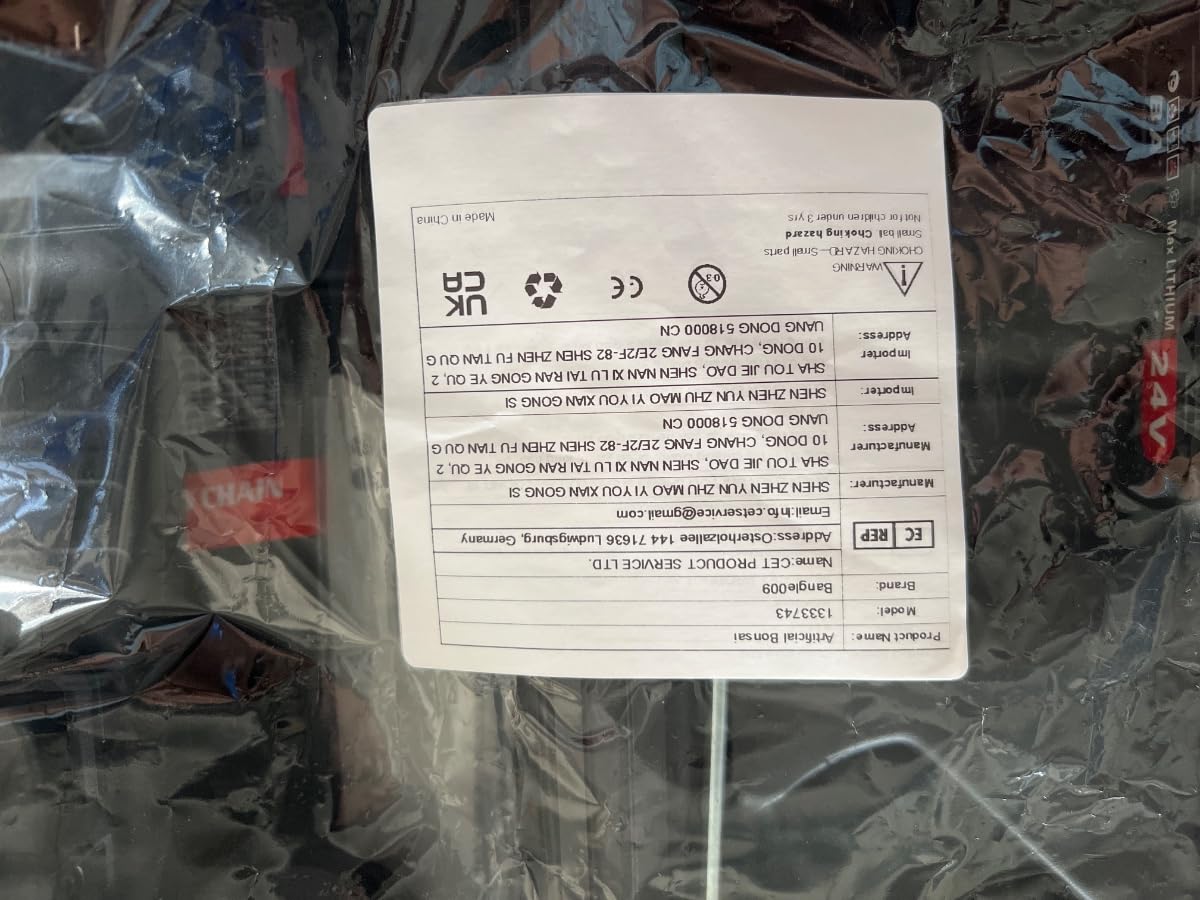 Product Name: Artificial Bonsai
Model: 1333743
Brand: Bangle009
EC REP
Name:CET PRODUCT SERVICE LTD.
Address:Osterholzallee 144 71636 Ludwigsburg, Germany
Email:info.cetservice@gmail.com
Manufacturer: SHEN ZHEN YUN ZHU MAO YI YOU XIAN GONG SI
Manufacturer Address:
SHA TOU JIE DAO, SHEN NAN XI LU TAI RAN GONG YE QU, 2,
10 DONG, CHANG FANG 2E/2F-82 SHEN ZHEN FU TIAN QU G
UANG DONG 518000 CN
Importer: SHEN ZHEN YUN ZHU MAO YI YOU XIAN GONG SI
Importer Address:
SHA TOU JIE DAO, SHEN NAN XI LU TAI RAN GONG YE QU, 2
10 DONG, CHANG FANG 2E/2F-82 SHEN ZHEN FU TIAN QU G
UANG DONG 518000 CN
WARNING
0-3
CE
UK
CA
CHOKING HAZARD—Small parts
Small ball Choking hazard
Not for children under 3 yrs
Made in China
CHAIN
Max LITHIUM
24V